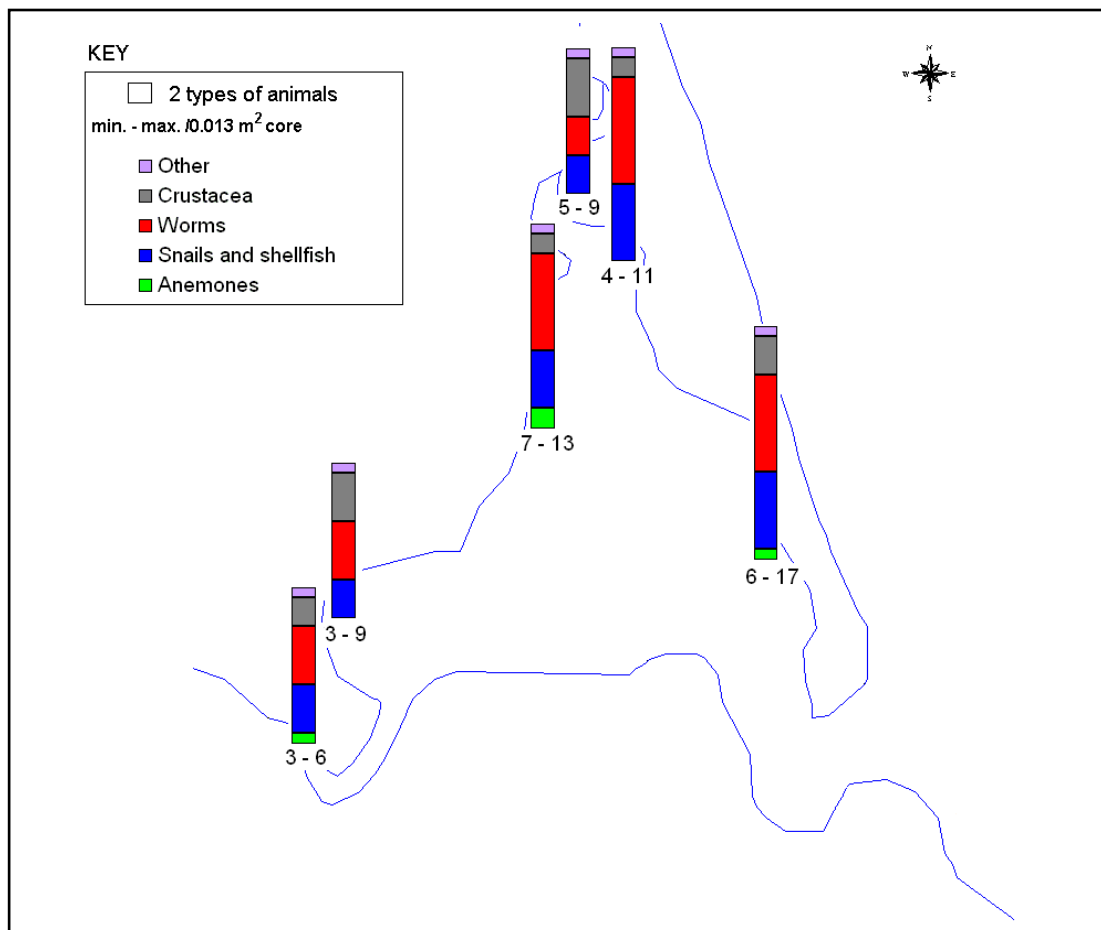 KEY
2 types of animals
min. - max. /0.013 m² core
Other
Crustacea
Worms
Snails and shellfish
Anemones
N
W E
S
5 - 9
4 - 11
7 - 13
6 - 17
3 - 9
3 - 6